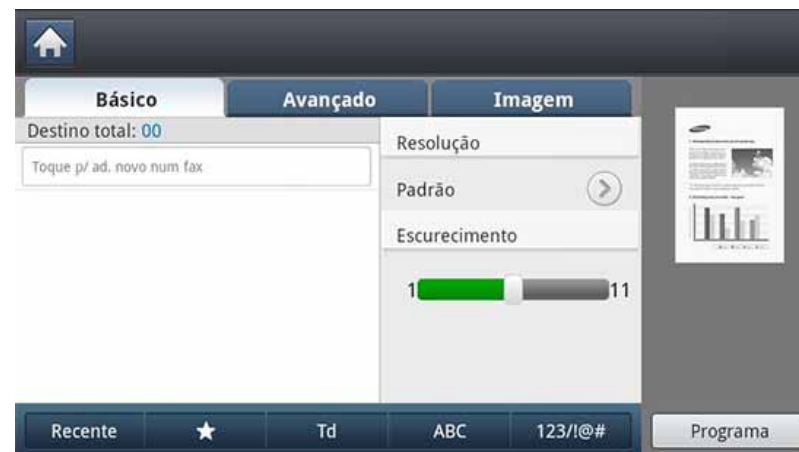 Básico
Avançado
Imagem
Destino total: 00
Toque p/ ad. novo num fax
Resolução
Padrão
Escurecimento
1 11
Recente ★ Td ABC 123/!@#
Programa